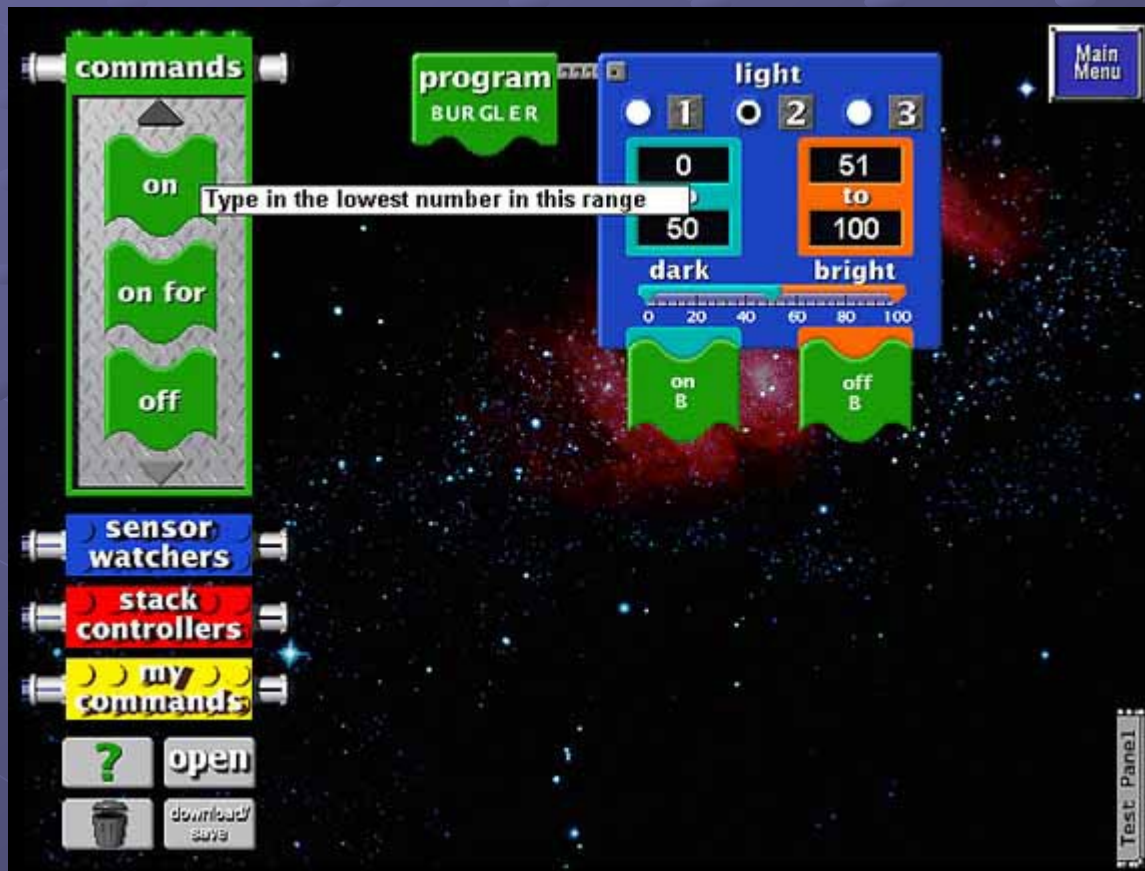 commands
on
on for
off
sensor
watchers
stack
controllers
my
commands
?
open
download/
save
program
BURGLER
light
1 2 3
0
50
dark
51
to
100
bright
0 20 40 60 80 100
on
B
off
B
Type in the lowest number in this range
Main
Menu
Test Panel